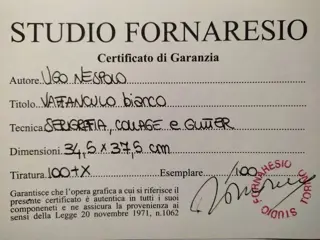 STUDIO FORNARESIO
Certificato di Garanzia
Autore: UGO NESPOLO
Titolo: VAFFANCULO bianco
Tecnica: SERIGRAFIA, COLLAGE e GLITTER
Dimensioni: 34,5 x 37,5 cm
Tiratura: 100+X Esemplare: 100
Garantisce che l'opera grafica a cui si riferisce il
presente certificato è autentica in tutti i suoi
componenti e ne assicura la provenienza ai
sensi della Legge 20 novembre 1971, n.1062
STUDIO FORNARESIO TORINO